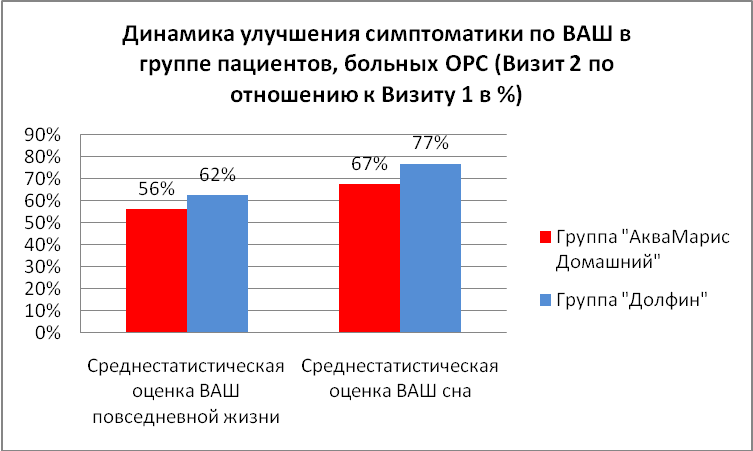 Динамика улучшения симптоматики по ВАШ в
группе пациентов, больных ОРС (Визит 2 по
отношению к Визиту 1 в %)
90%
80%
70%
60%
50%
40%
30%
20%
10%
0%
56%
62%
67%
77%
Среднестатистическая
оценка ВАШ
повседневной жизни
Среднестатистическая
оценка ВАШ сна
Группа "АкваМарис
Домашний"
Группа "Долфин"